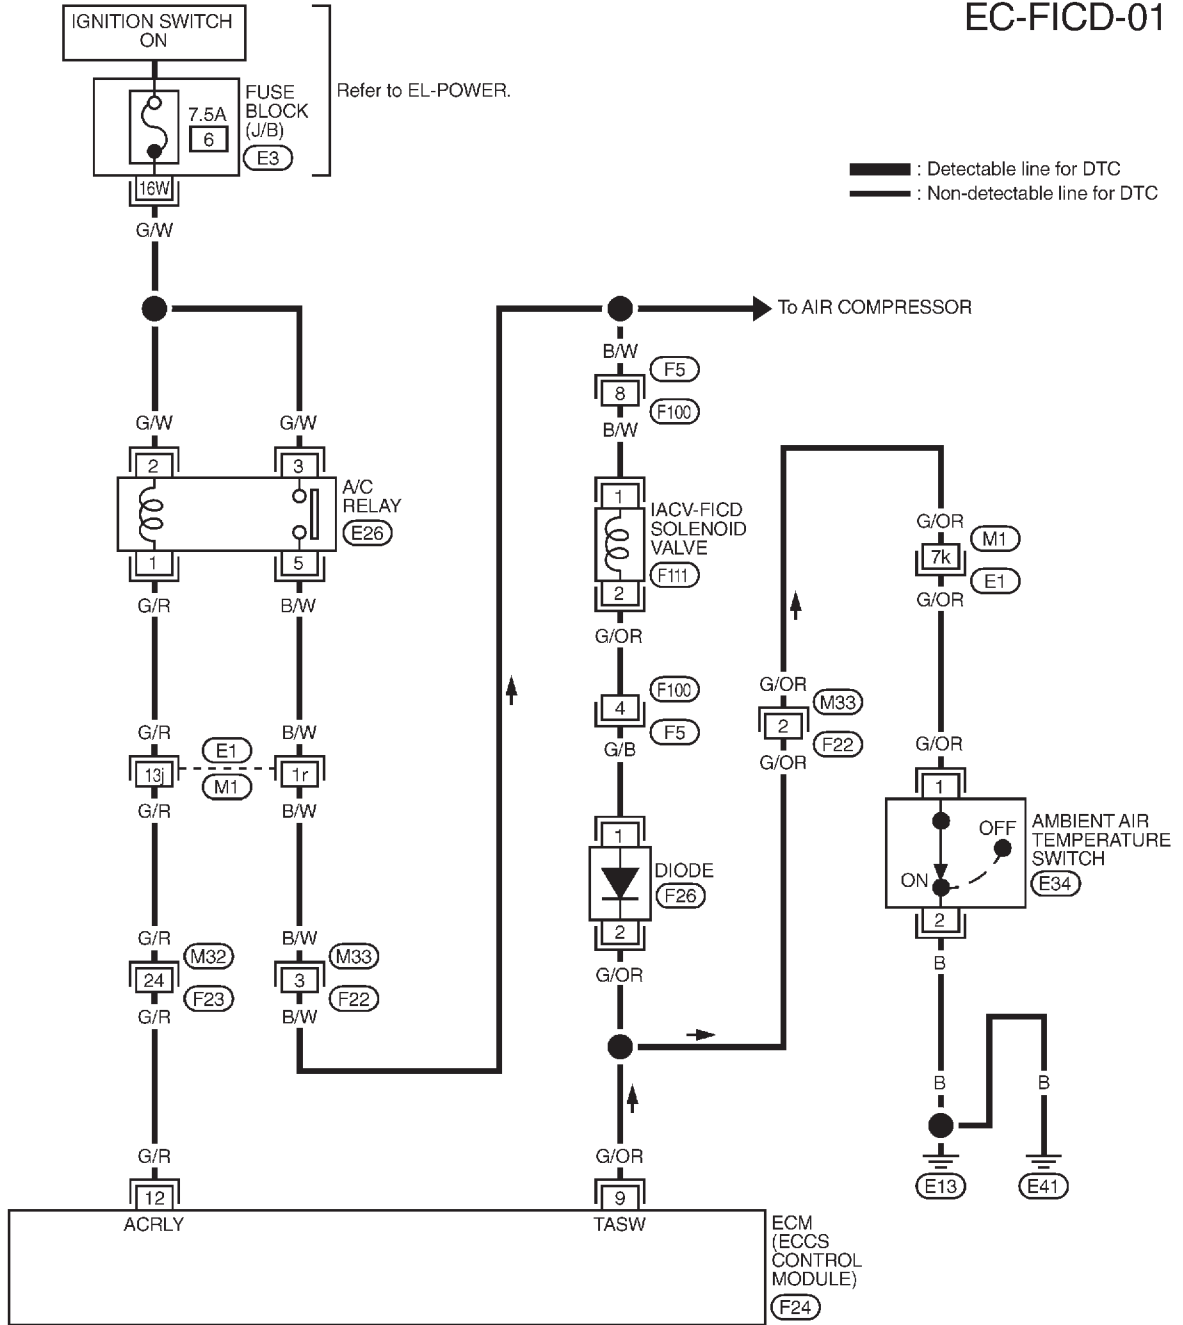 EC-FICD-01
IGNITION SWITCH
ON
FUSE
BLOCK
(J/B)
E3
7.5A
6
Refer to EL-POWER.
16W
G/W
: Detectable line for DTC
: Non-detectable line for DTC
To AIR COMPRESSOR
B/W
F5
8
F100
B/W
G/W
G/W
2
3
A/C
RELAY
E26
1
5
G/R
B/W
1
IACV-FICD
SOLENOID
VALVE
F111
2
G/OR
F100
4
F5
G/B
G/OR
M1
7k
E1
G/OR
G/OR
M33
2
F22
G/OR
G/R
B/W
E1
13j
1r
M1
G/R
B/W
1
DIODE
F26
2
G/OR
G/OR
1
OFF
ON
AMBIENT AIR
TEMPERATURE
SWITCH
E34
2
B
G/R
B/W
M32
M33
24
3
F23
F22
G/R
B/W
B
B
G/R
G/OR
E13
E41
12
9
ACRLY
TASW
ECM
(ECCS
CONTROL
MODULE)
F24